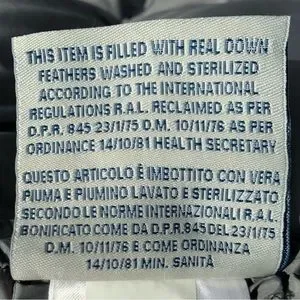 THIS ITEM IS FILLED WITH REAL DOWN
FEATHERS WASHED AND STERILIZED
ACCORDING TO THE INTERNATIONAL
REGULATIONS R.A.L. RECLAIMED AS PER
D.P.R. 845 23/1/75 D.M. 10/11/76 AS PER
ORDINANCE 14/10/81 HEALTH SECRETARY
QUESTO ARTICOLO È IMBOTTITO CON VERA
PIUMA E PIUMINO LAVATO E STERILIZZATO
SECONDO LE NORME INTERNAZIONALI R.A.L.
BONIFICATO COME DA D.P.R. 845 DEL 23/1/75
D.M. 10/11/76 E COME ORDINANZA
14/10/81 MIN. SANITÀ